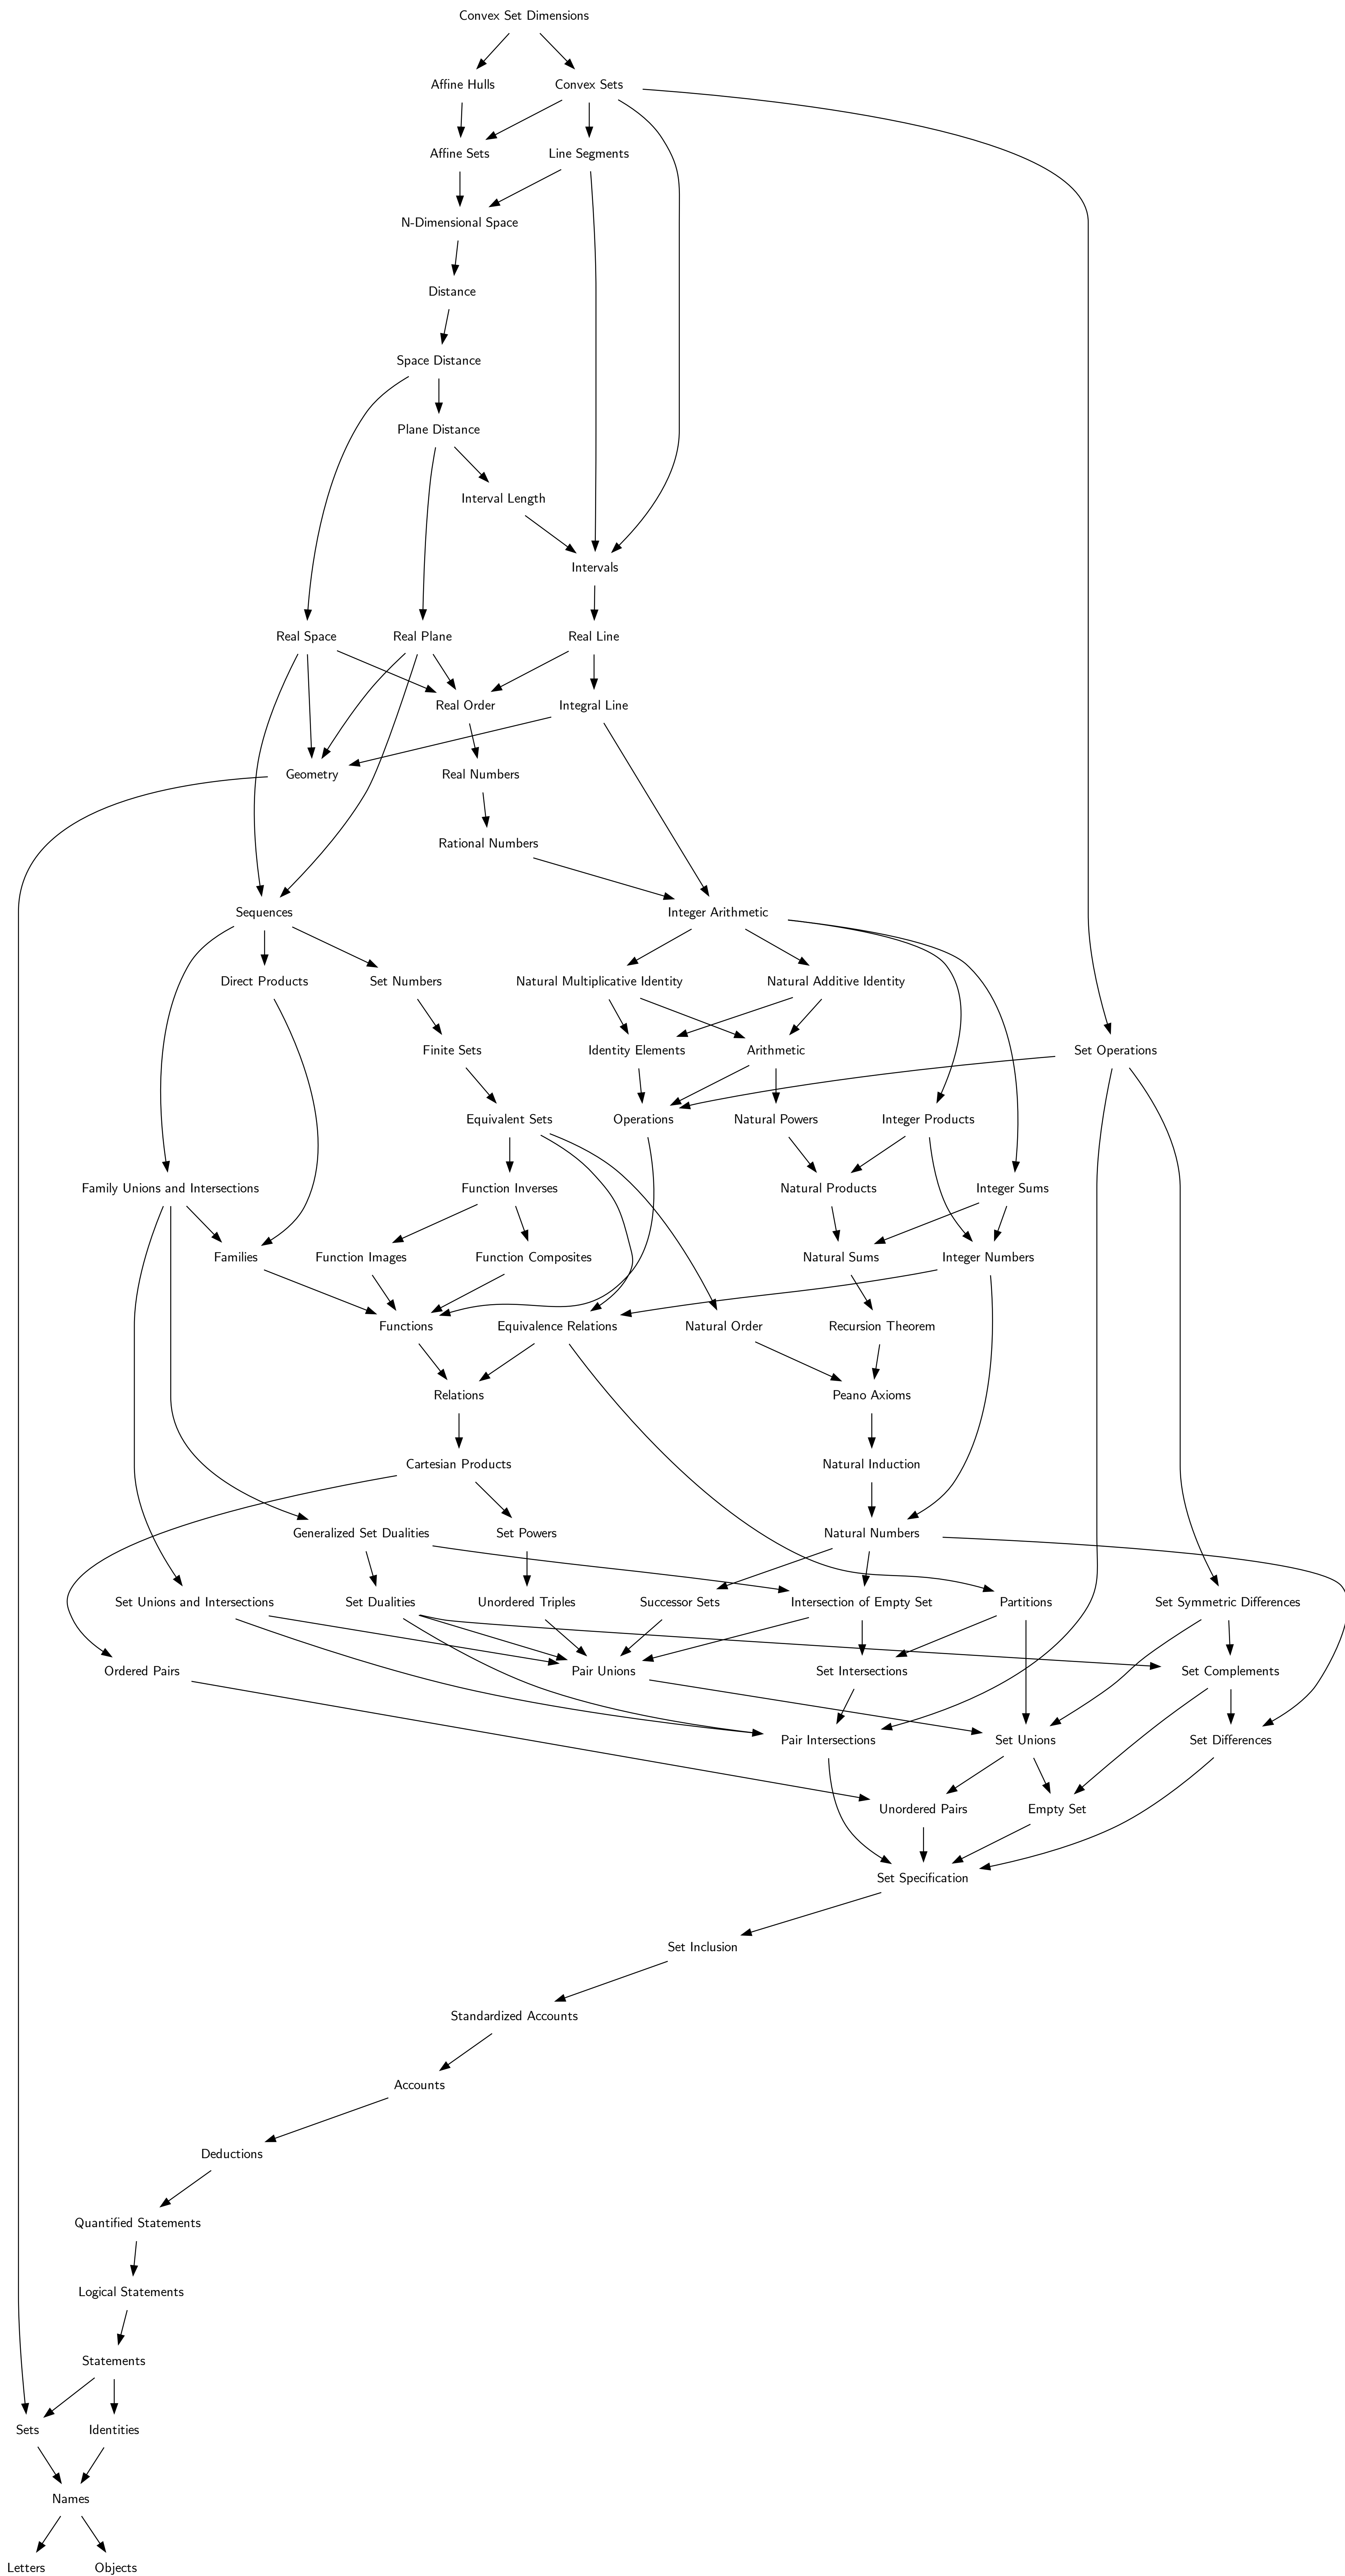 Convex Set Dimensions
Affine Hulls
Convex Sets
Affine Sets
Line Segments
N-Dimensional Space
Distance
Space Distance
Plane Distance
Interval Length
Intervals
Real Space
Real Plane
Real Line
Real Order
Integral Line
Geometry
Real Numbers
Rational Numbers
Sequences
Integer Arithmetic
Direct Products
Set Numbers
Natural Multiplicative Identity
Natural Additive Identity
Finite Sets
Identity Elements
Arithmetic
Set Operations
Equivalent Sets
Operations
Natural Powers
Integer Products
Family Unions and Intersections
Function Inverses
Natural Products
Integer Sums
Families
Function Images
Function Composites
Natural Sums
Integer Numbers
Functions
Equivalence Relations
Natural Order
Recursion Theorem
Relations
Peano Axioms
Cartesian Products
Natural Induction
Generalized Set Dualities
Set Powers
Natural Numbers
Set Unions and Intersections
Set Dualities
Unordered Triples
Successor Sets
Intersection of Empty Set
Partitions
Set Symmetric Differences
Ordered Pairs
Pair Unions
Set Intersections
Set Complements
Pair Intersections
Set Unions
Set Differences
Unordered Pairs
Empty Set
Set Specification
Set Inclusion
Standardized Accounts
Accounts
Deductions
Quantified Statements
Logical Statements
Statements
Sets
Identities
Names
Letters
Objects